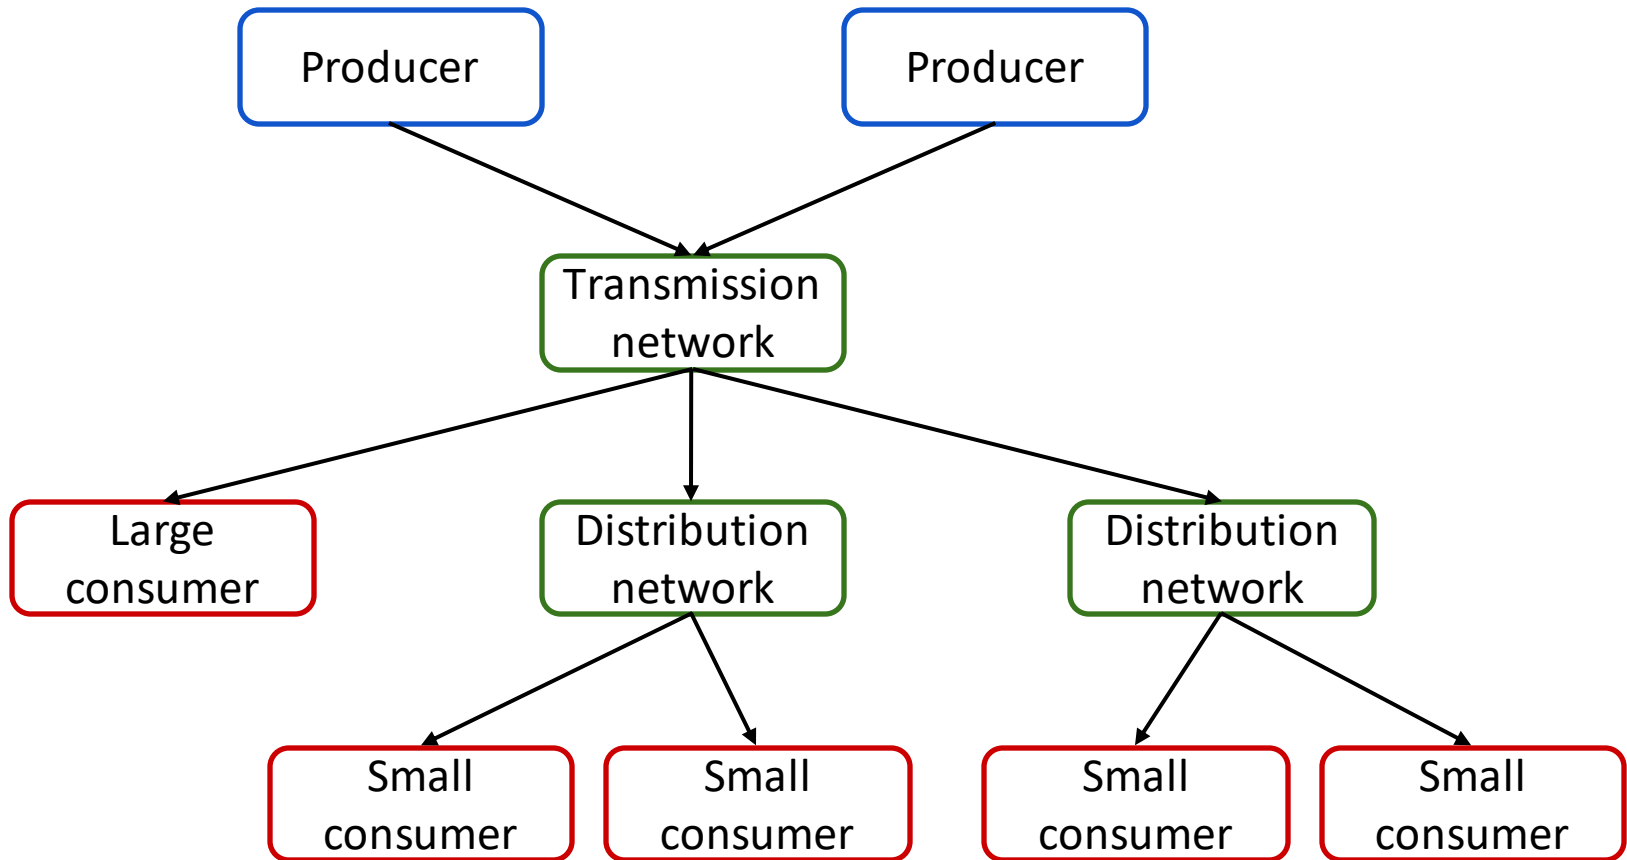 Producer
Producer
Transmission
network
Large
consumer
Distribution
network
Distribution
network
Small
consumer
Small
consumer
Small
consumer
Small
consumer